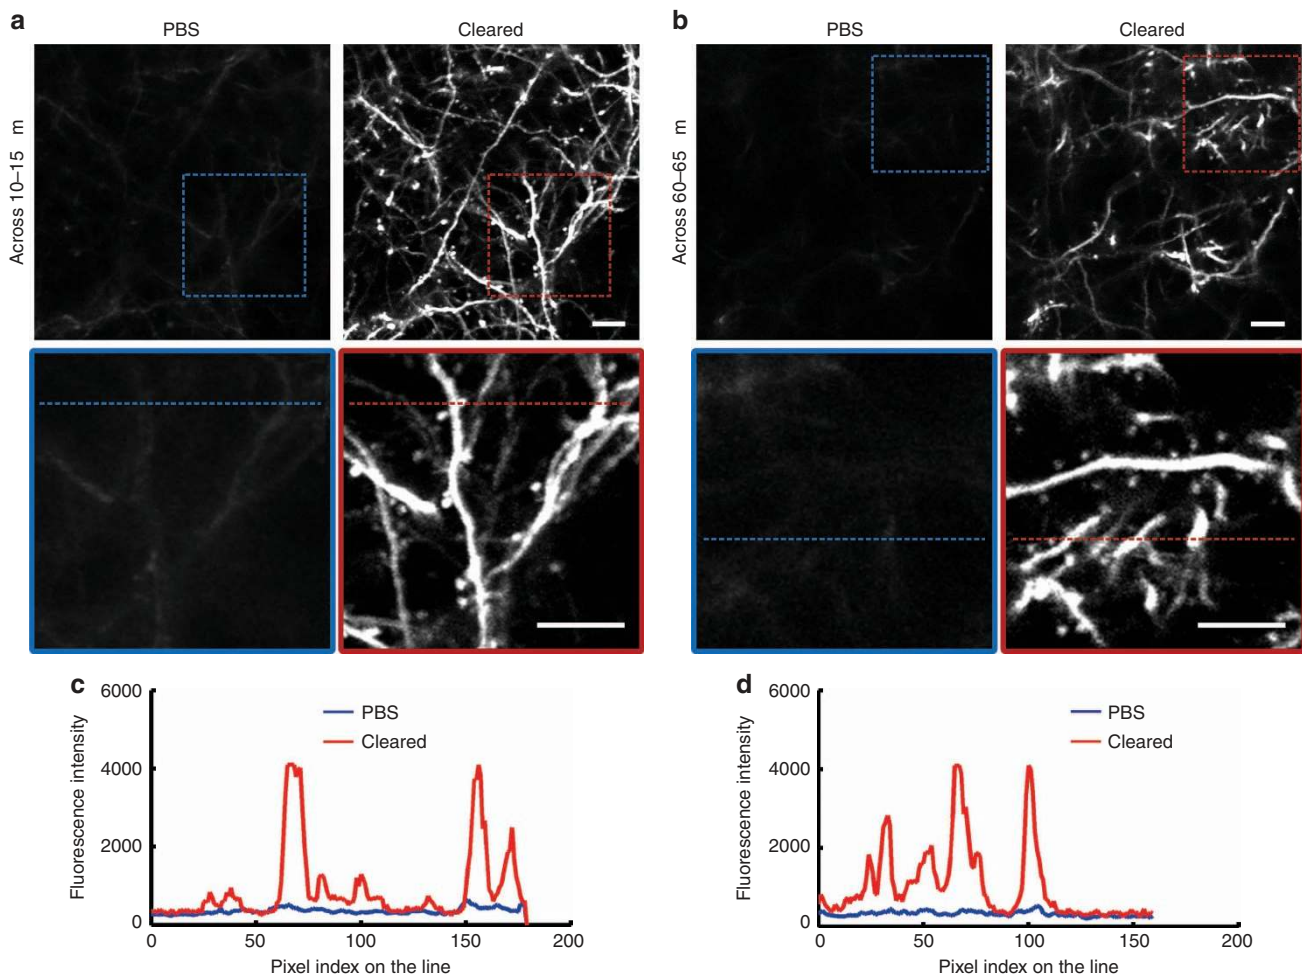 a
PBS
Cleared
Across 10–15 m
b
PBS
Cleared
Across 60–65 m
c
6000
4000
2000
0
Fluorescence intensity
PBS
Cleared
0 50 100 150 200
Pixel index on the line
d
6000
4000
2000
0
Fluorescence intensity
PBS
Cleared
0 50 100 150 200
Pixel index on the line